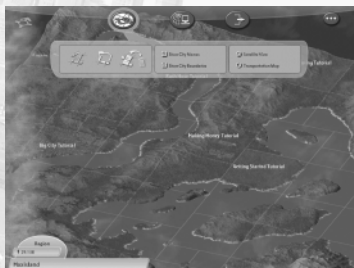 Show City Names
Satellite View
Show City Boundaries
Transportation Map
Big City Tutorial
Making Money Tutorial
Getting Started Tutorial
Region
Maxisland